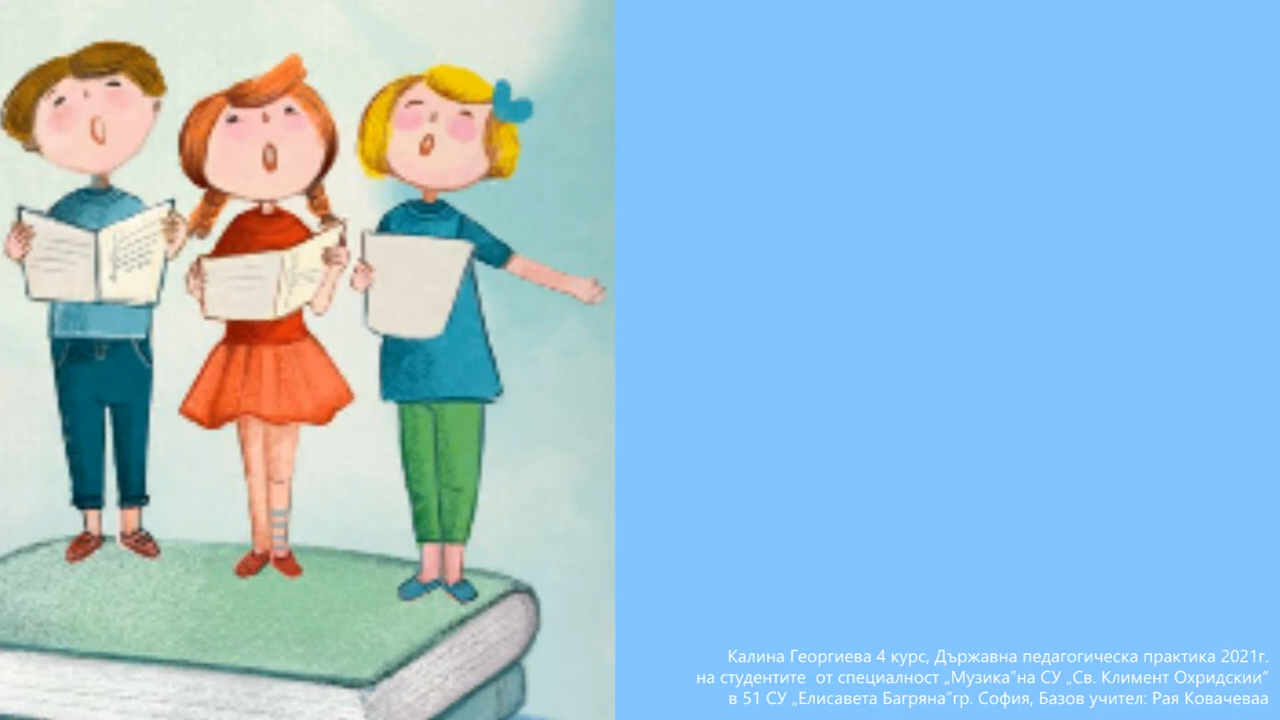 Калина Георгиева 4 курс, Държавна педагогическа практика 2021г.
на студентите  от специалност „Музика"на СУ „Св. Климент Охридскии"
в 51 СУ „Елисавета Багряна"гр. София, Базов учител: Рая Ковачеваа